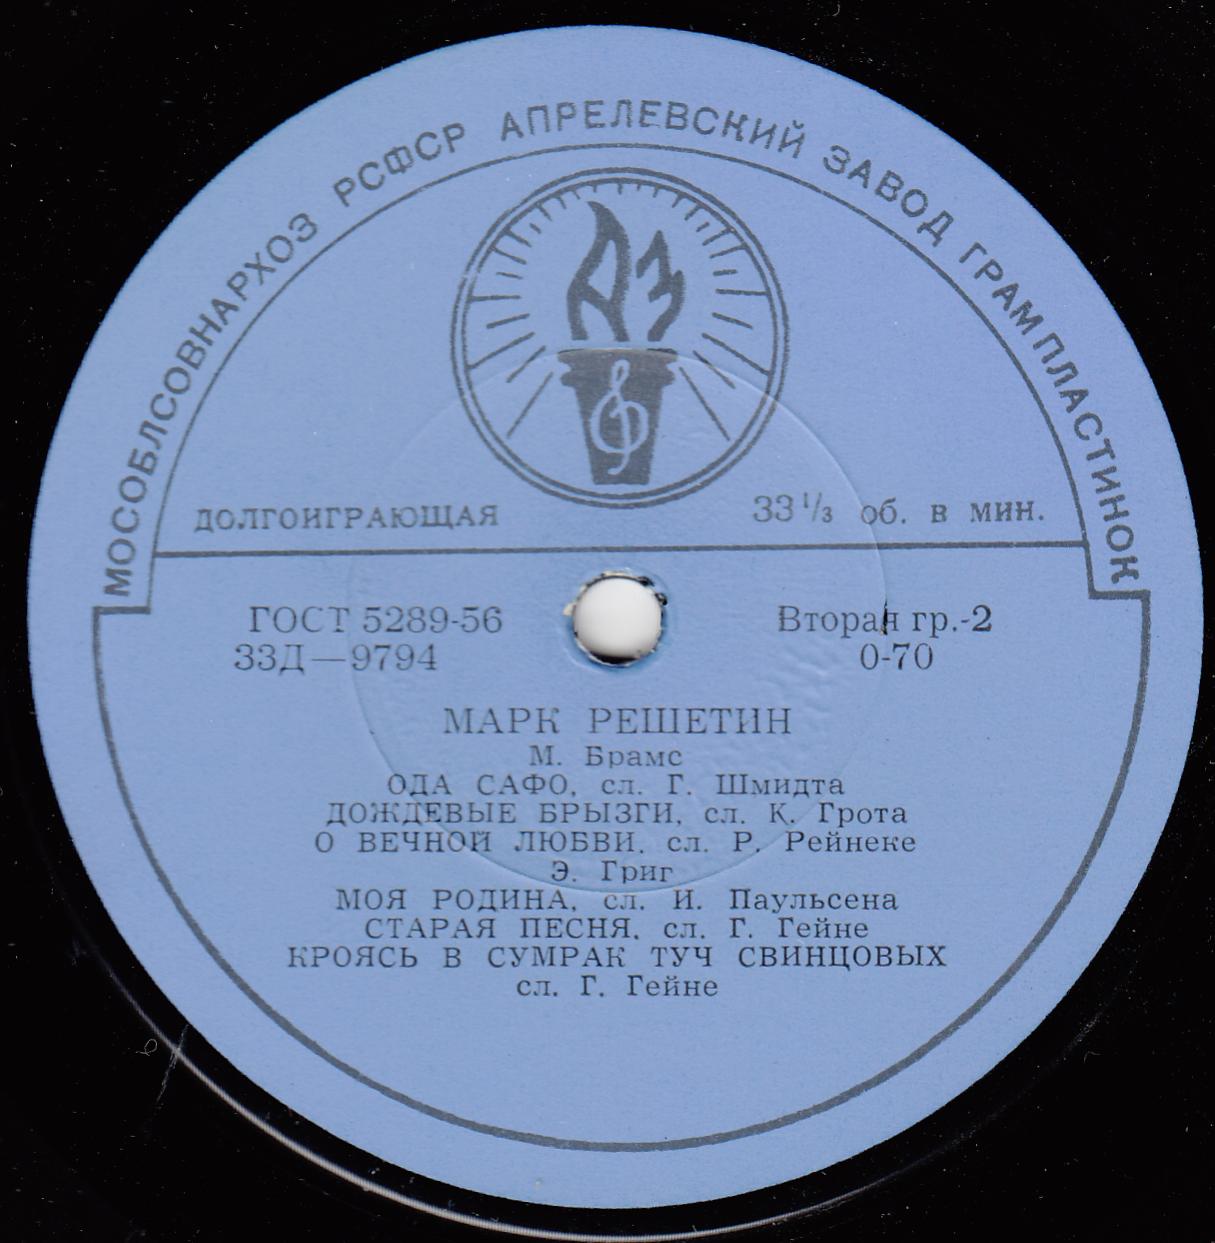 МОСОБЛСОВНАРХОЗ РСФСР АПРЕЛЕВСКИЙ ЗАВОД ГРАМПЛАСТИНОК
АЗ
ДОЛГОИГРАЮЩАЯ 33 1/3 об. в мин.
ГОСТ 5289-56 Вторая гр.-2
33Д—9794 0-70
МАРК РЕШЕТИН
М. Брамс
ОДА САФО, сл. Г. Шмидта
ДОЖДЕВЫЕ БРЫЗГИ, сл. К. Грота
О ВЕЧНОЙ ЛЮБВИ, сл. Р. Рейнеке
Э. Григ
МОЯ РОДИНА, сл. И. Паульсена
СТАРАЯ ПЕСНЯ, сл. Г. Гейне
КРОЯСЬ В СУМРАК ТУЧ СВИНЦОВЫХ
сл. Г. Гейне